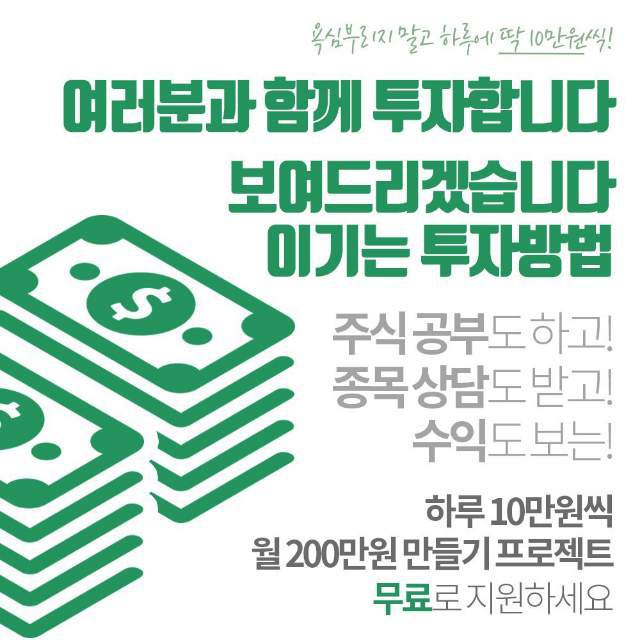 욕심부리지 말고 하루에 딱 10만원씩!
여러분과 함께 투자합니다
보여드리겠습니다
이기는 투자방법
주식 공부도 하고!
종목 상담도 받고!
수익도 보는!
하루 10만원씩
월 200만원 만들기 프로젝트
무료로 지원하세요
$
$